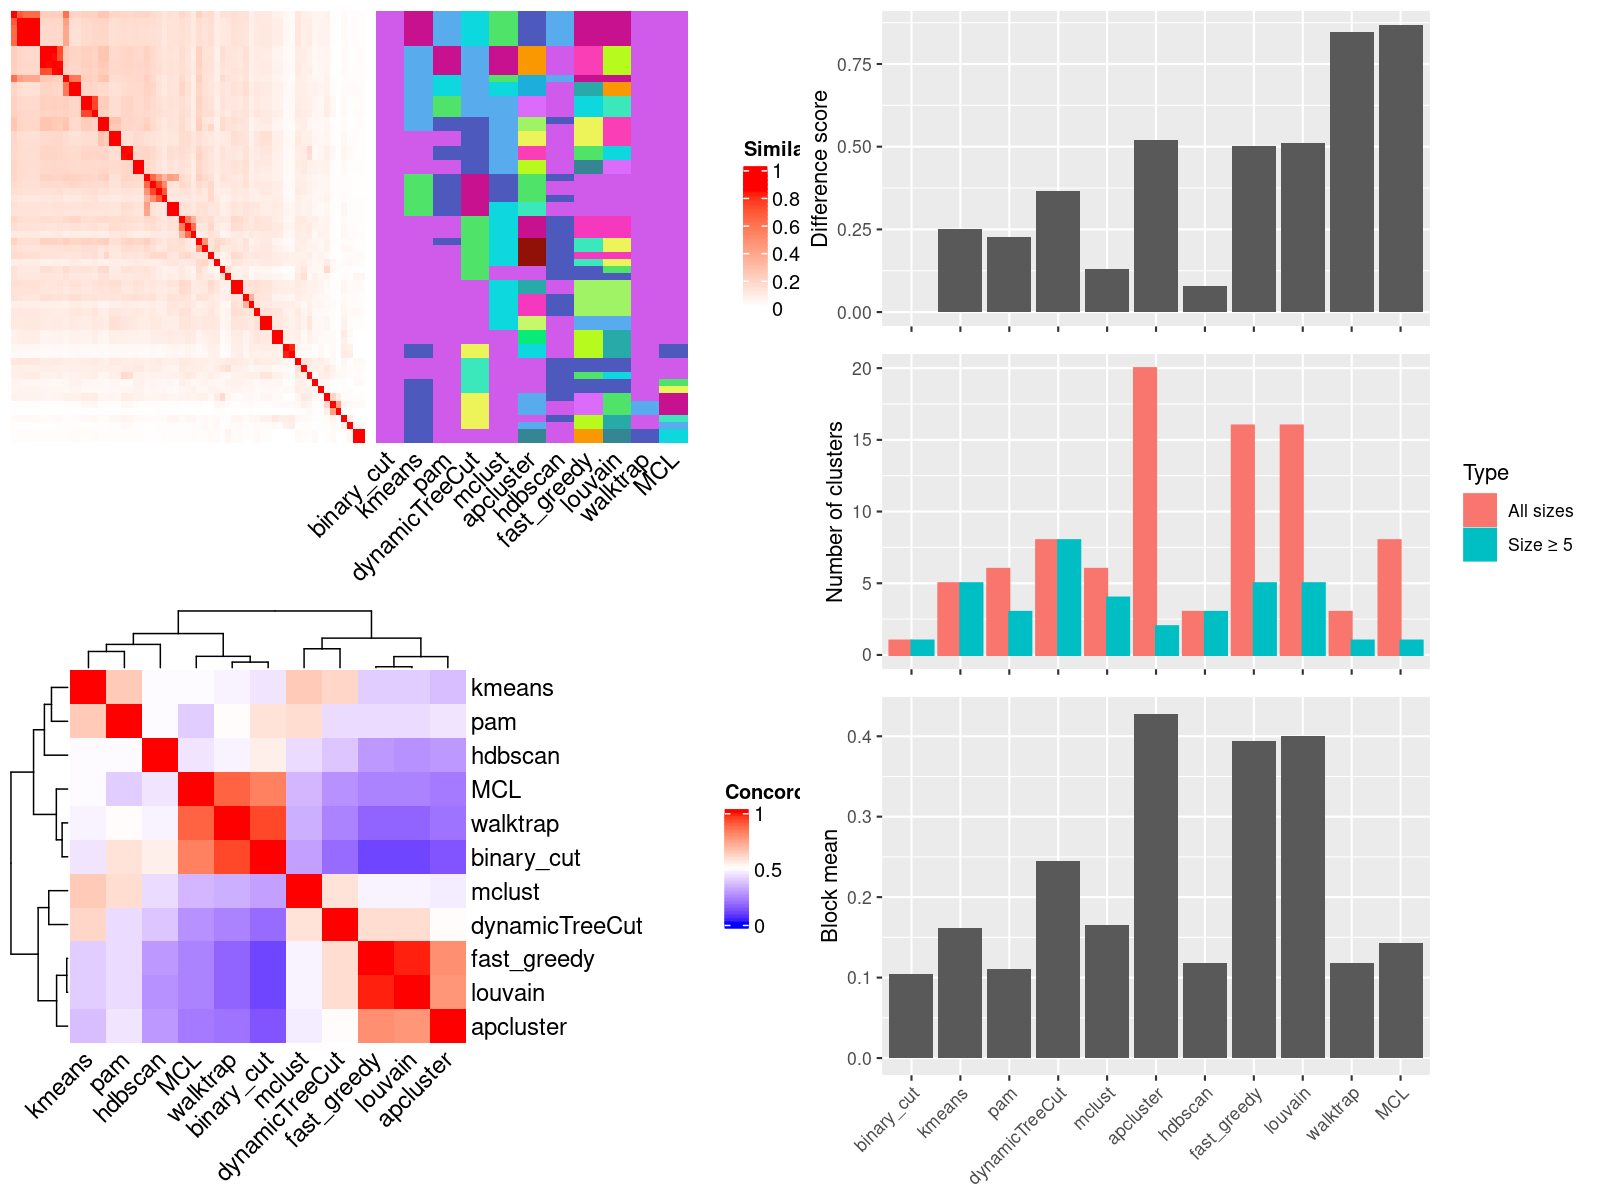 Simila
1
0.8
0.6
0.4
0.2
0
binary_cut
kmeans
pam
dynamicTreeCut
mclust
apcluster
hdbscan
fast_greedy
louvain
walktrap
MCL
kmeans
pam
hdbscan
MCL
walktrap
binary_cut
mclust
dynamicTreeCut
fast_greedy
louvain
apcluster
kmeans
pam
hdbscan
MCL
walktrap
binary_cut
mclust
dynamicTreeCut
fast_greedy
louvain
apcluster
Concord
1
0.5
0
Difference score
0.75
0.50
0.25
0.00
Number of clusters
20
15
10
5
0
Type
All sizes
Size ≥ 5
Block mean
0.4
0.3
0.2
0.1
0.0
binary_cut
kmeans
pam
dynamicTreeCut
mclust
apcluster
hdbscan
fast_greedy
louvain
walktrap
MCL